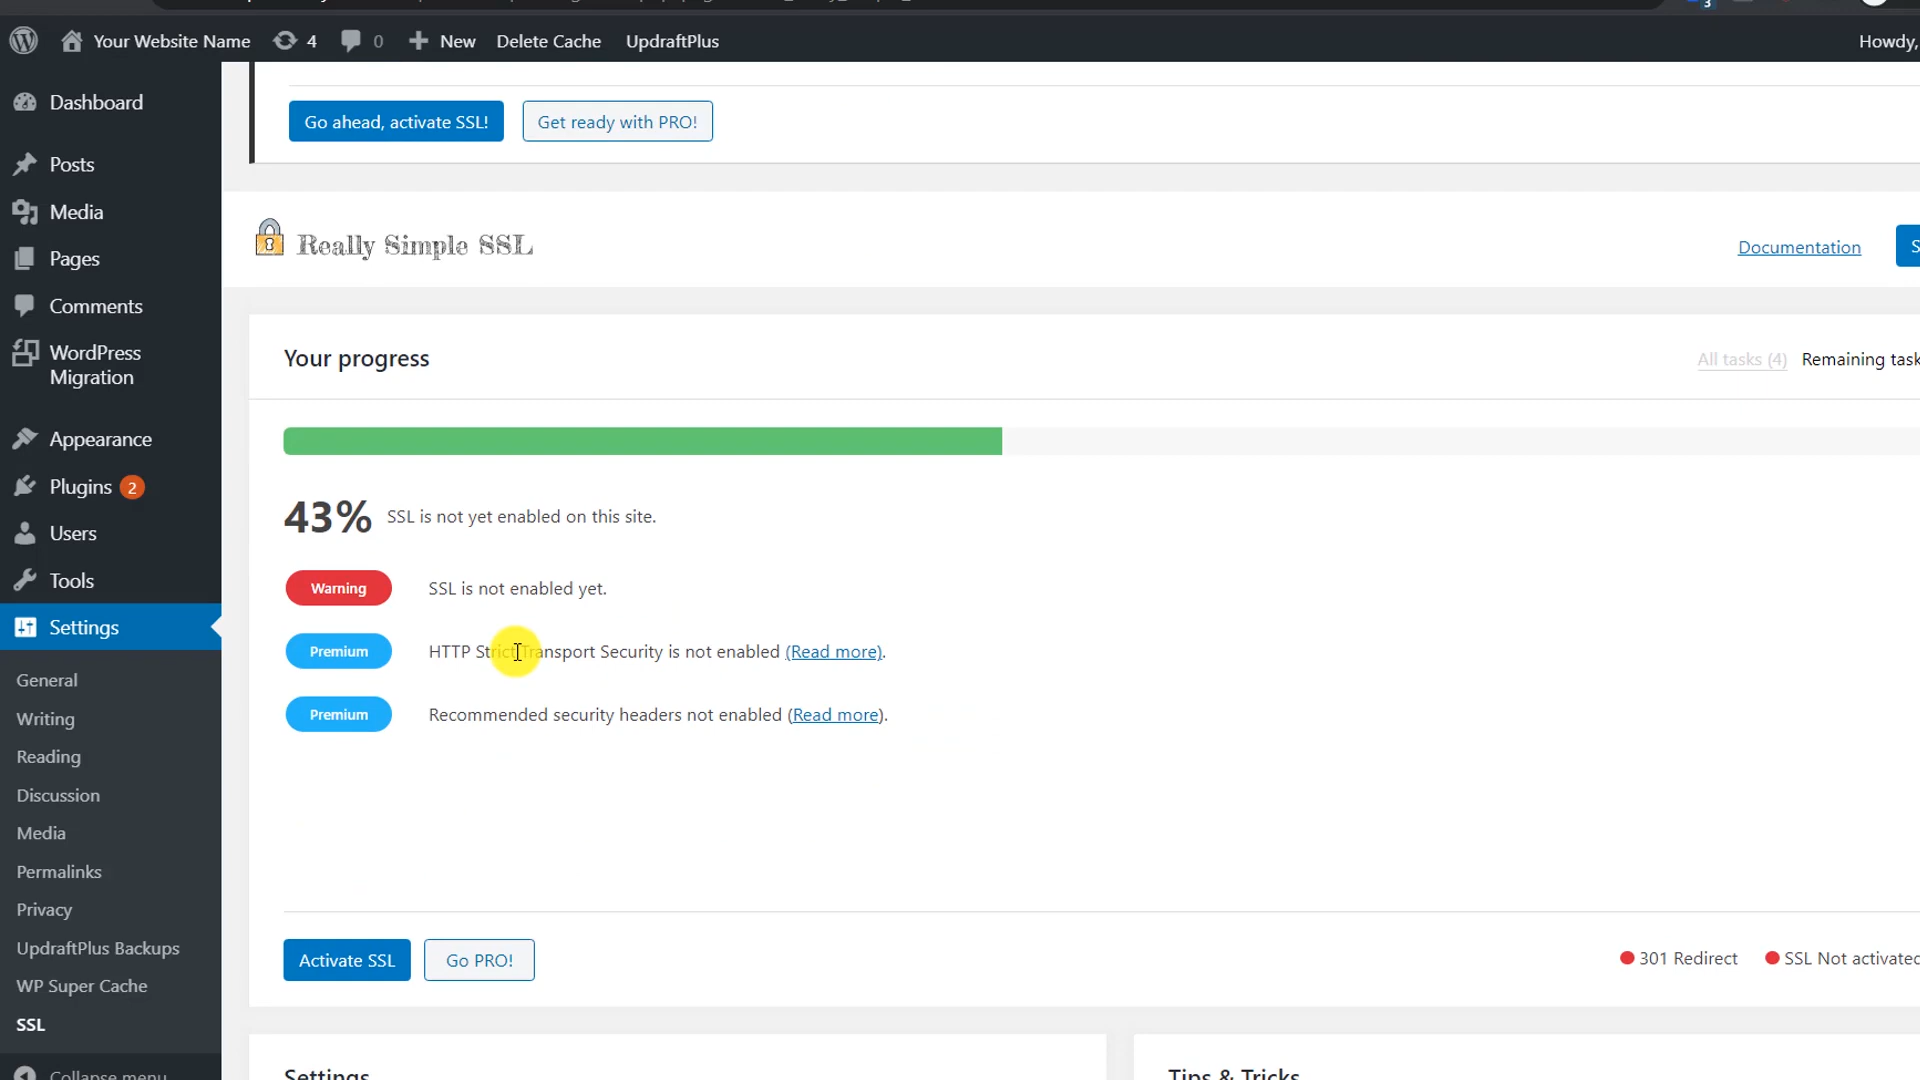 3
Your Website Name 4 0 New Delete Cache UpdraftPlus Howdy,
Dashboard
Posts
Media
Pages
Comments
WordPress
Migration
Appearance
Plugins 2
Users
Tools
Settings
General
Writing
Reading
Discussion
Media
Permalinks
Privacy
UpdraftPlus Backups
WP Super Cache
SSL
Collapse menu
Go ahead, activate SSL! Get ready with PRO!
Really Simple SSL
Documentation
Your progress
All tasks (4) Remaining task
43% SSL is not yet enabled on this site.
Warning SSL is not enabled yet.
Premium HTTP Strict Transport Security is not enabled (Read more).
Premium Recommended security headers not enabled (Read more).
Activate SSL Go PRO!
301 Redirect SSL Not activated
Settings
Tips & Tricks